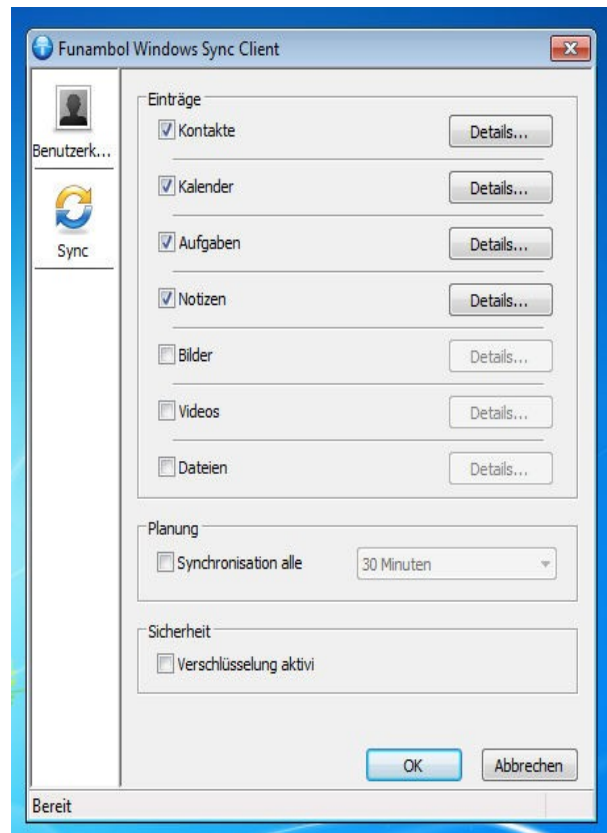 Funambol Windows Sync Client
Benutzerk...
Sync
Einträge
Kontakte Details...
Kalender Details...
Aufgaben Details...
Notizen Details...
Bilder Details...
Videos Details...
Dateien Details...
Planung
Synchronisation alle 30 Minuten
Sicherheit
Verschlüsselung aktivi
OK Abbrechen
Bereit